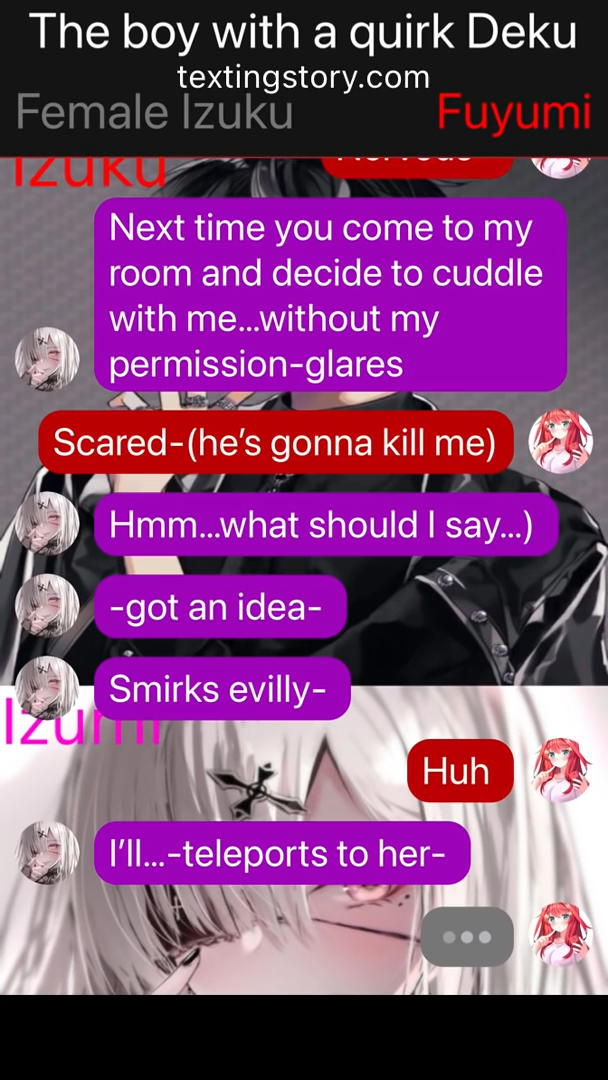 The boy with a quirk Deku
textingstory.com
Female Izuku
Fuyumi
Izuku
Nervous
Next time you come to my
room and decide to cuddle
with me...without my
permission-glares
Scared-(he's gonna kill me)
Hmm...what should I say...)
-got an idea-
Smirks evilly-
Izumi
Huh
I'll...-teleports to her-